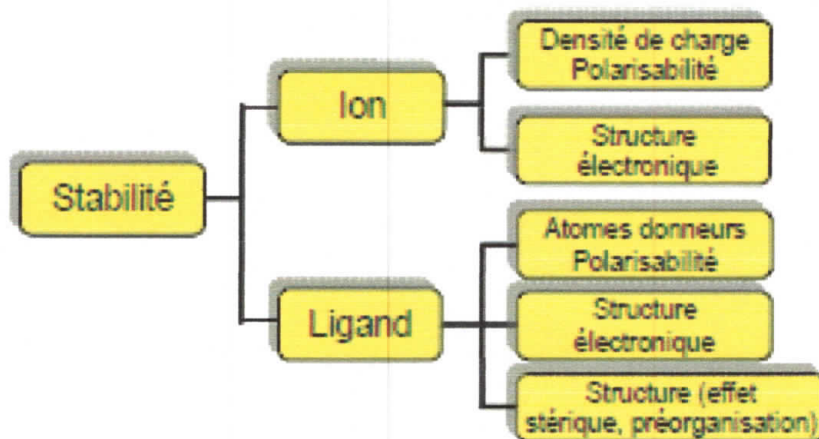 Stabilité
Ion
Densité de charge
Polarisabilité
Structure
électronique
Ligand
Atomes donneurs
Polarisabilité
Structure
électronique
Structure (effet
stérique, préorganisation)